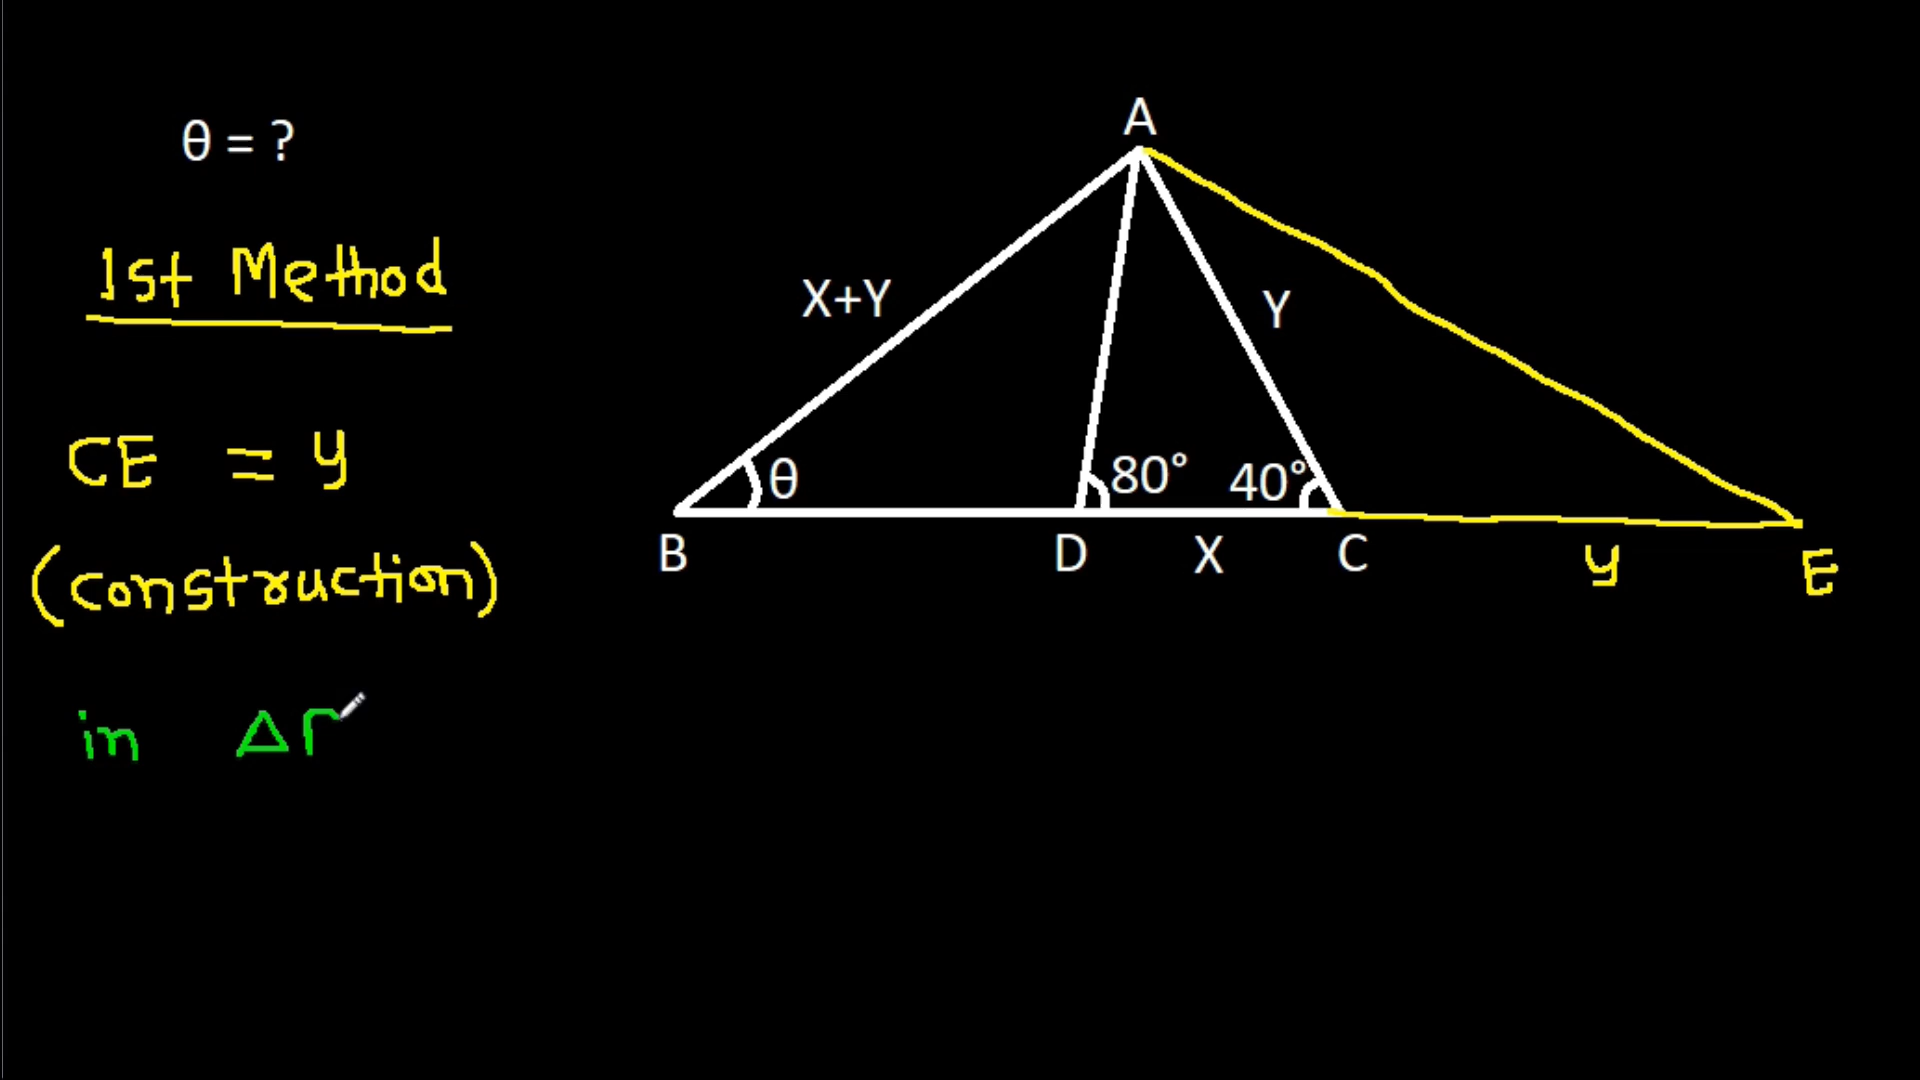 A
θ = ?
1st Method
X+Y
Y
CE = y
θ
80°
40°
B
D
X
C
y
E
(construction)
in Δ